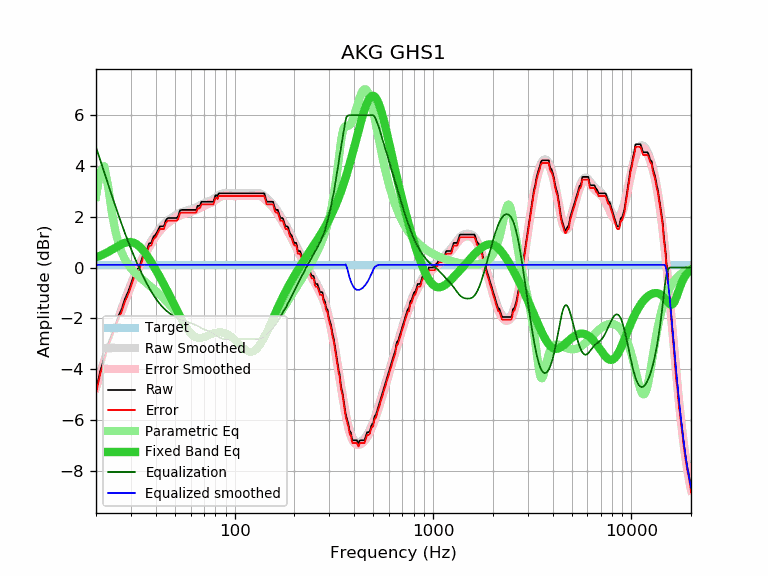 AKG GHS1
Amplitude (dBr)
6
4
2
0
−2
−4
−6
−8
Target
Raw Smoothed
Error Smoothed
Raw
Error
Parametric Eq
Fixed Band Eq
Equalization
Equalized smoothed
100 1000 10000
Frequency (Hz)